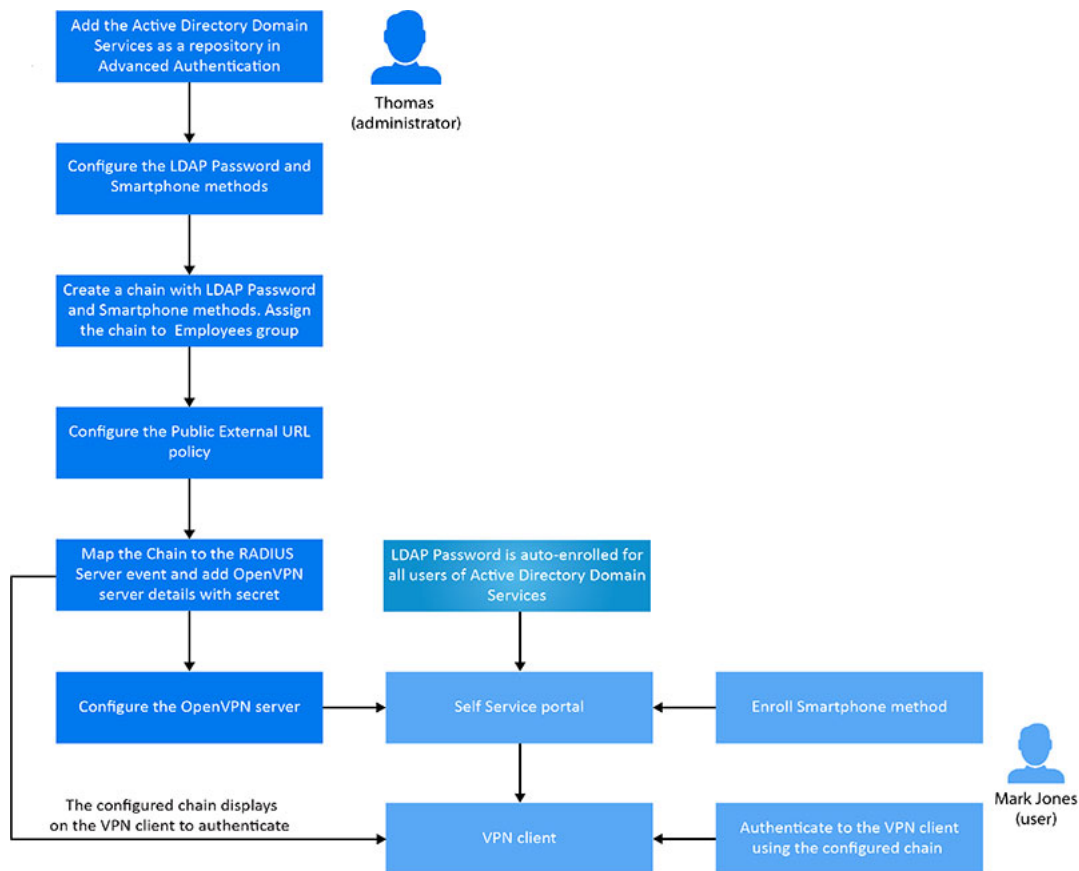 Add the Active Directory Domain
Services as a repository in
Advanced Authentication
Thomas
(administrator)
Configure the LDAP Password and
Smartphone methods
Create a chain with LDAP Password
and Smartphone methods. Assign
the chain to Employees group
Configure the Public External URL
policy
Map the Chain to the RADIUS
Server event and add OpenVPN
server details with secret
LDAP Password is auto-enrolled for
all users of Active Directory Domain
Services
Configure the OpenVPN server
Self Service portal
Enroll Smartphone method
Mark Jones
(user)
The configured chain displays
on the VPN client to authenticate
VPN client
Authenticate to the VPN client
using the configured chain